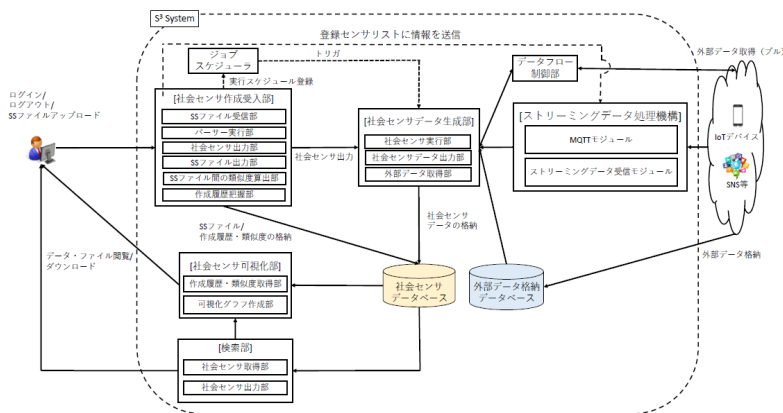 S³ System
登録センサリストに情報を送信
外部データ取得（プル）
ジョブ
スケジューラ
トリガ
データフロー
制御部
実行スケジュール登録
ログイン/
ログアウト/
SSファイルアップロード
[社会センサ作成受入部]
SSファイル受信部
パーサー実行部
社会センサ出力部
SSファイル出力部
SSファイル間の類似度算出部
作成履歴把握部
社会センサ出力
[社会センサデータ生成部]
社会センサ実行部
社会センサデータ出力部
外部データ取得部
[ストリーミングデータ処理機構]
MQTTモジュール
ストリーミングデータ受信モジュール
IoTデバイス
SNS等
SSファイル/
作成履歴・類似度の格納
社会センサ
データの格納
外部データ格納
データ・ファイル閲覧/
ダウンロード
[社会センサ可視化部]
作成履歴・類似度取得部
可視化グラフ作成部
社会センサ
データベース
外部データ格納
データベース
[検索部]
社会センサ取得部
社会センサ出力部